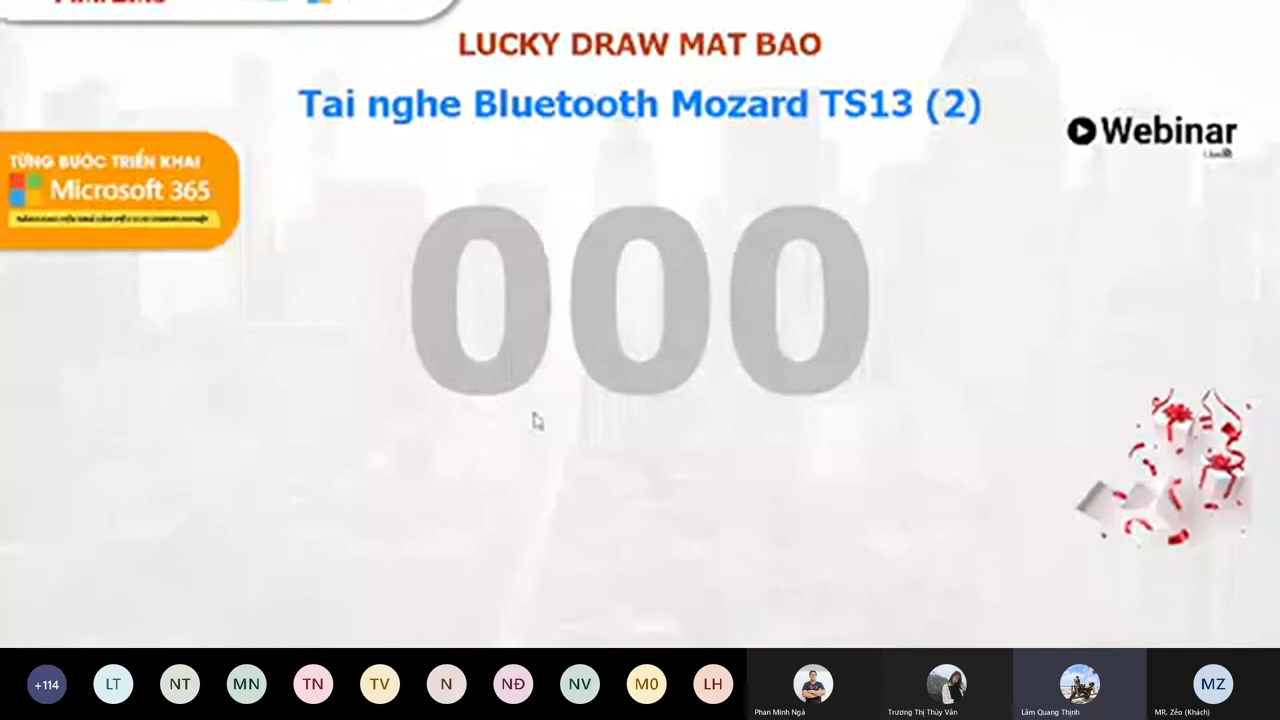 LUCKY DRAW MAT BAO
Tai nghe Bluetooth Mozard TS13 (2)
Webinar
TỪNG BƯỚC TRIỂN KHAI
Microsoft 365
000
+114
LT
NT
MN
TN
TV
N
NĐ
NV
M0
LH
MZ
Phan Minh Ngà
Trương Thị Thúy Vân
Lâm Quang Thịnh
MR. Zẻo (Khách)